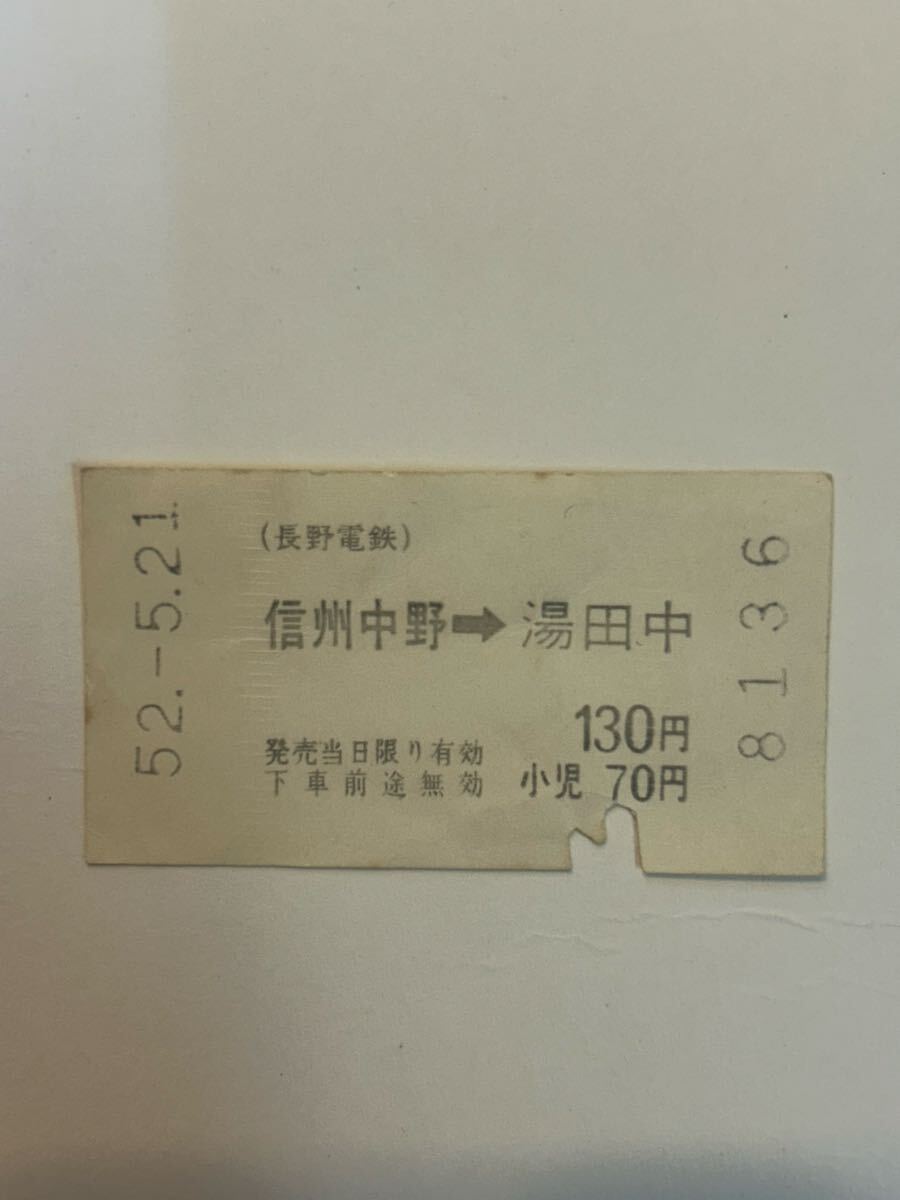 52.-5.21
(長野電鉄)
信州中野➡湯田中
130円
発売当日限り有効
下車前途無効 小児 70円
8136